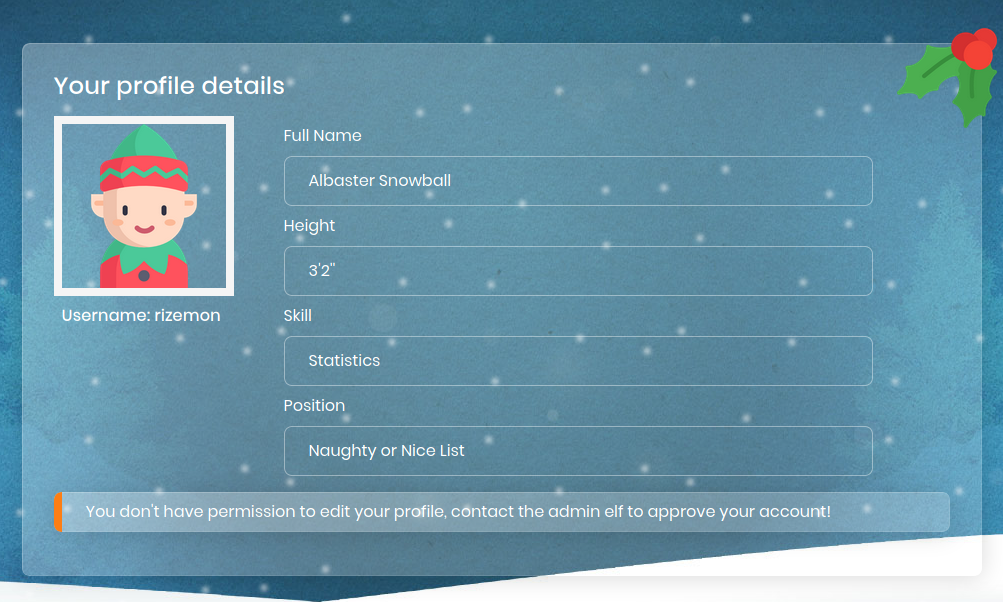 Your profile details
Full Name
Albaster Snowball
Height
3'2"
Username: rizemon
Skill
Statistics
Position
Naughty or Nice List
You don't have permission to edit your profile, contact the admin elf to approve your account!